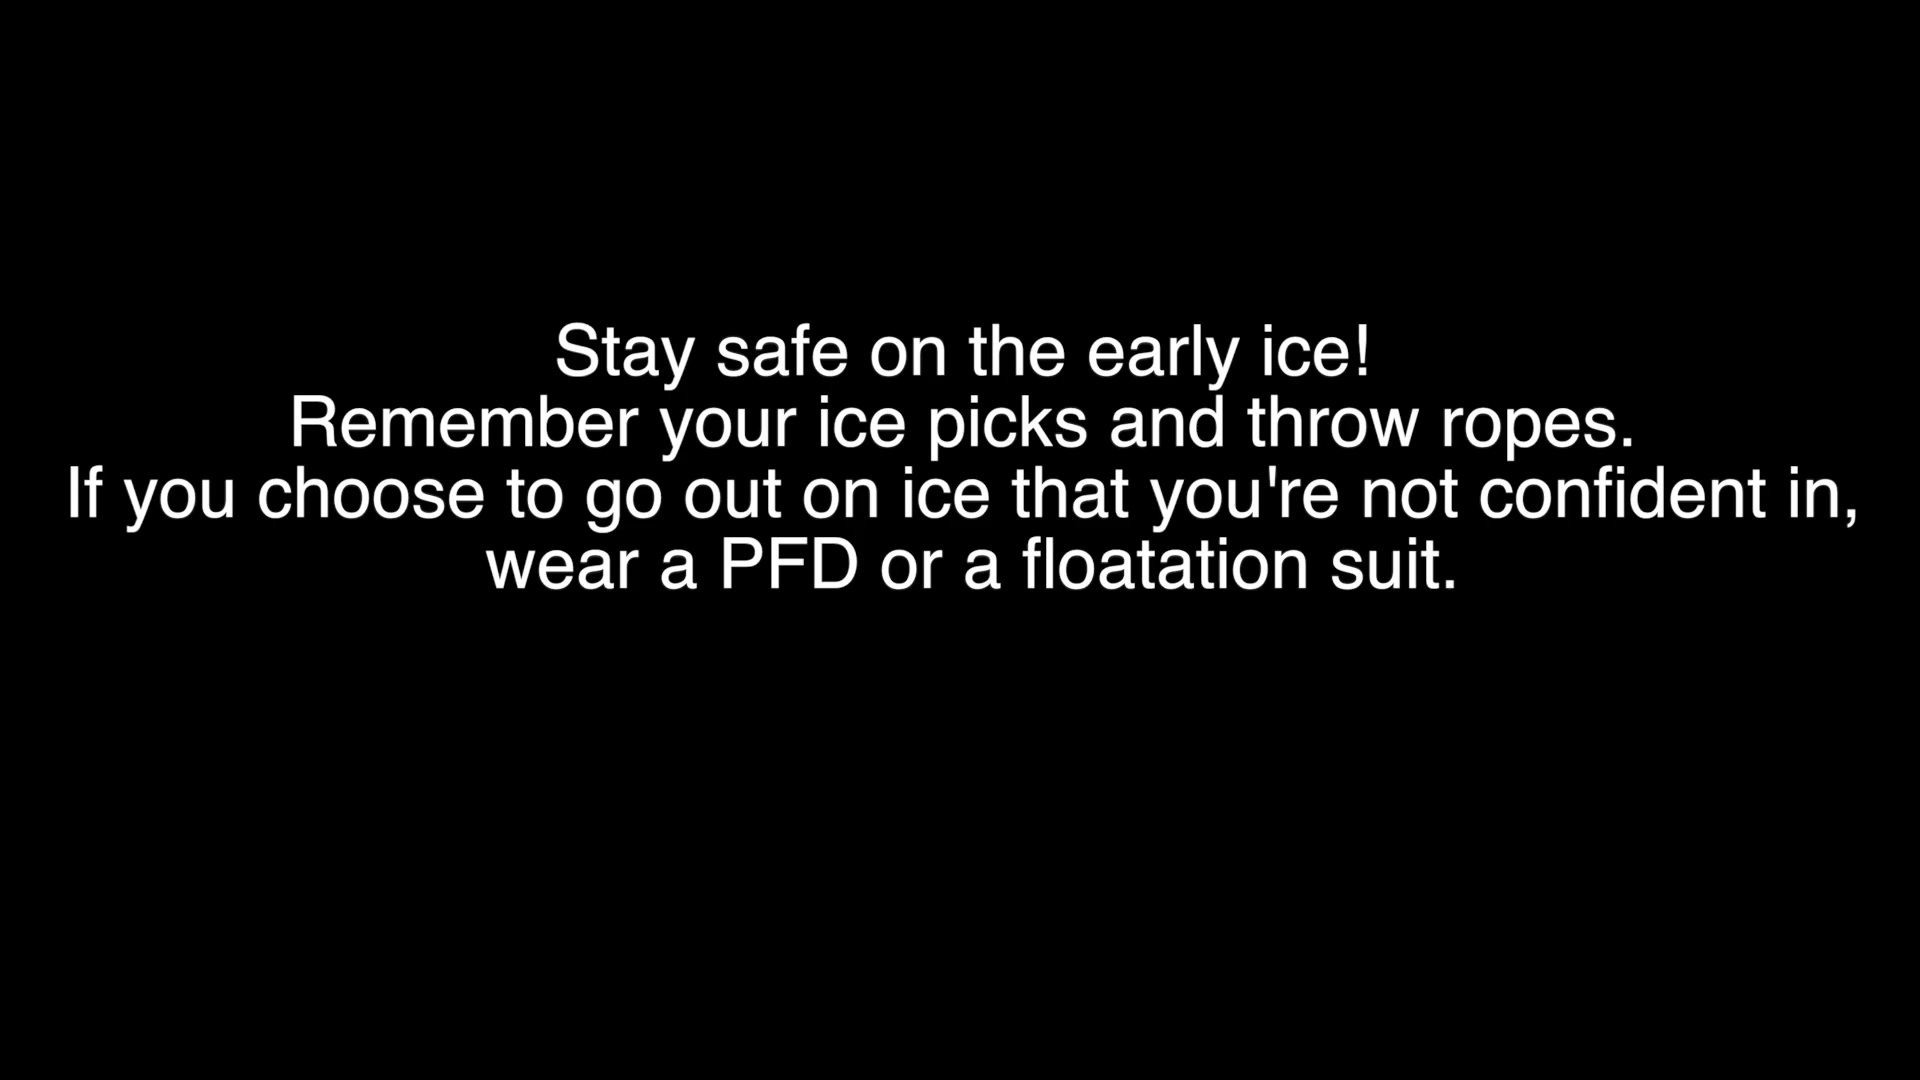 Stay safe on the early ice!
Remember your ice picks and throw ropes.
If you choose to go out on ice that you're not confident in,
wear a PFD or a floatation suit.